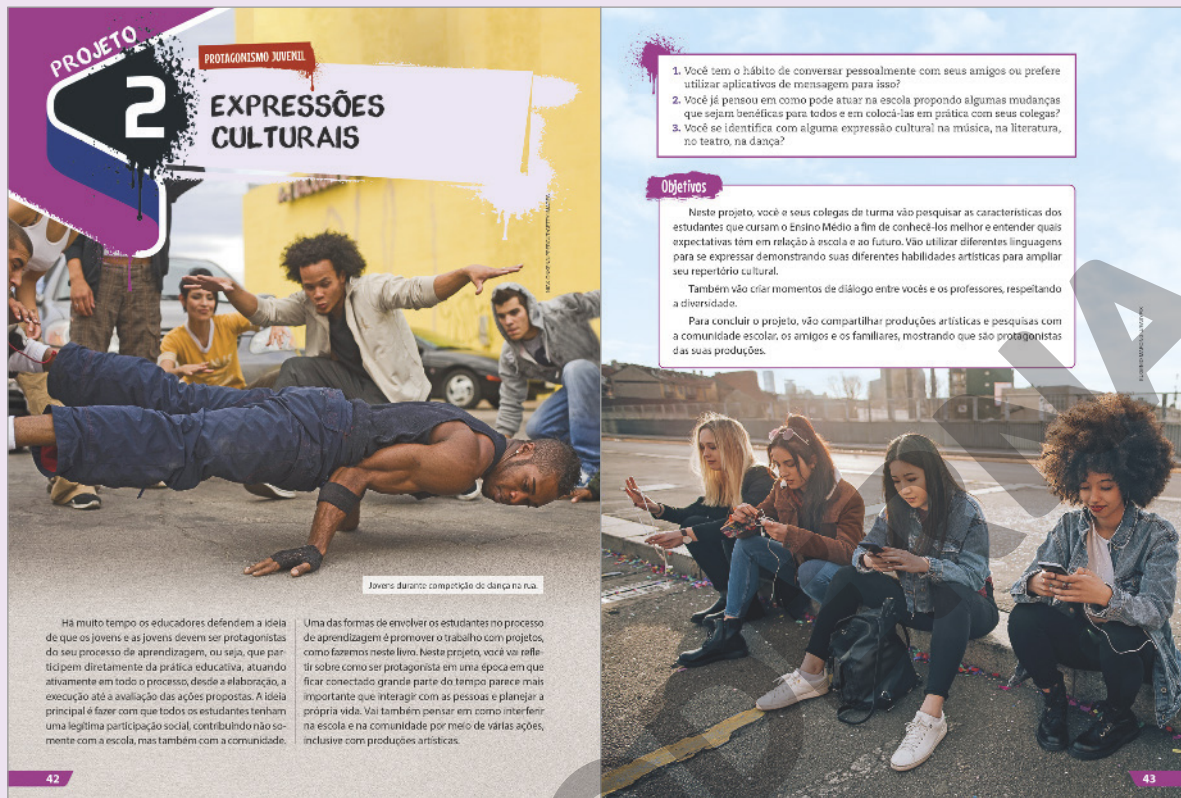 PROJETO
2
PROTAGONISMO JUVENIL
EXPRESSÕES
CULTURAIS
Jovens durante competição de dança na rua.
Há muito tempo os educadores defendem a ideia
de que os jovens e as jovens devem ser protagonistas
do seu processo de aprendizagem, ou seja, que par-
ticipem diretamente da prática educativa, atuando
ativamente em todo o processo, desde a elaboração, a
execução até a avaliação das ações propostas. A ideia
principal é fazer com que todos os estudantes tenham
uma legítima participação social, contribuindo não so-
mente com a escola, mas também com a comunidade.
Uma das formas de envolver os estudantes no processo
de aprendizagem é promover o trabalho com projetos,
como fazemos neste livro. Neste projeto, você vai refle-
tir sobre como ser protagonista em uma época em que
ficar conectado grande parte do tempo parece mais
importante que interagir com as pessoas e planejar a
própria vida. Vai também pensar em como interferir
na escola e na comunidade por meio de várias ações,
inclusive com produções artísticas.
42
1. Você tem o hábito de conversar pessoalmente com seus amigos ou prefere
utilizar aplicativos de mensagem para isso?
2. Você já pensou em como pode atuar na escola propondo algumas mudanças
que sejam benéficas para todos e em colocá-las em prática com seus colegas?
3. Você se identifica com alguma expressão cultural na música, na literatura,
no teatro, na dança?
Objetivos
Neste projeto, você e seus colegas de turma vão pesquisar as características dos
estudantes que cursam o Ensino Médio a fim de conhecê-los melhor e entender quais
expectativas têm em relação à escola e ao futuro. Vão utilizar diferentes linguagens
para se expressar demonstrando suas diferentes habilidades artísticas para ampliar
seu repertório cultural.
Também vão criar momentos de diálogo entre vocês e os professores, respeitando
a diversidade.
Para concluir o projeto, vão compartilhar produções artísticas e pesquisas com
a comunidade escolar, os amigos e os familiares, mostrando que são protagonistas
das suas produções.
43